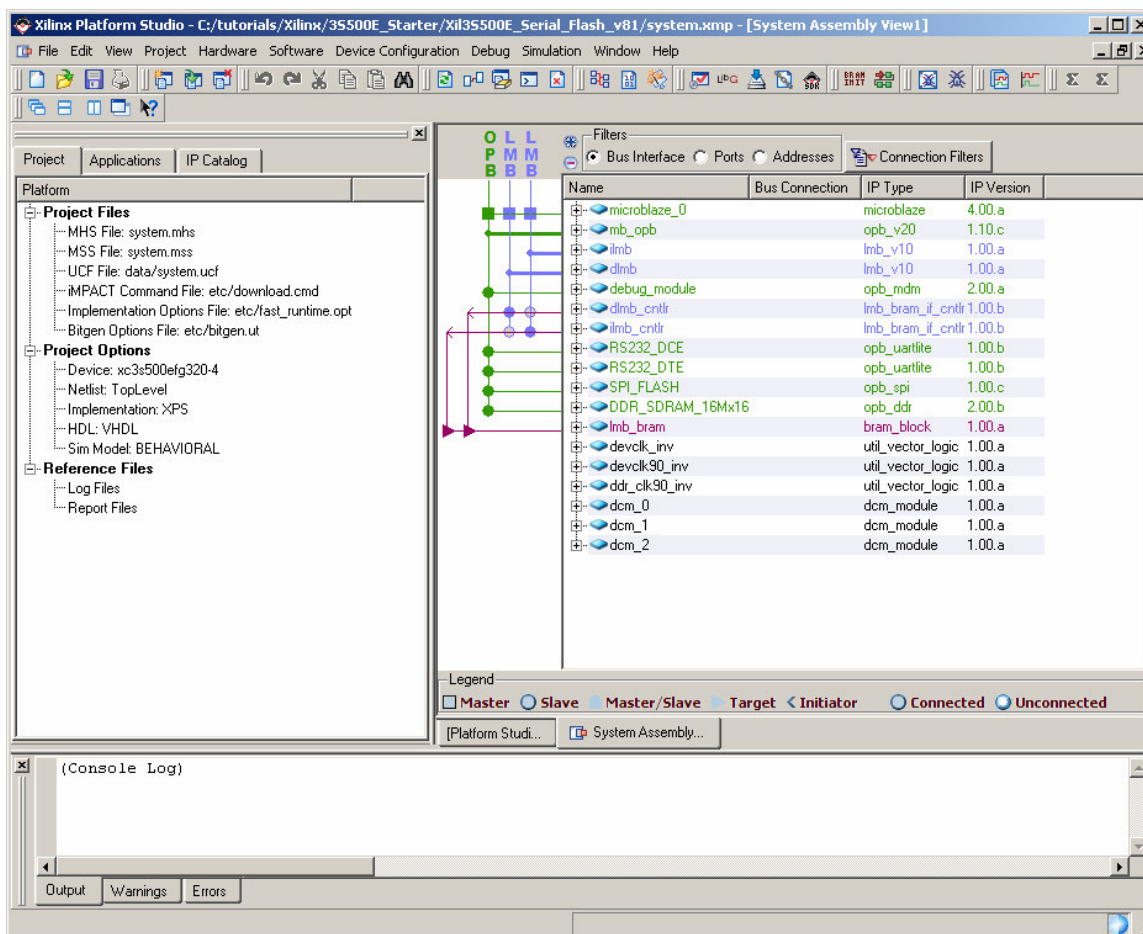 Xilinx Platform Studio - C:/tutorials/Xilinx/3S500E_Starter/Xil3S500E_Serial_Flash_v81/system.xmp - [System Assembly View1]
File Edit View Project Hardware Software Device Configuration Debug Simulation Window Help
Project Applications IP Catalog
Platform
Project Files
MHS File: system.mhs
MSS File: system.mss
UCF File: data/system.ucf
iMPACT Command File: etc/download.cmd
Implementation Options File: etc/fast_runtime.opt
Bitgen Options File: etc/bitgen.ut
Project Options
Device: xc3s500efg320-4
Netlist: TopLevel
Implementation: XPS
HDL: VHDL
Sim Model: BEHAVIORAL
Reference Files
Log Files
Report Files
O L L
P M M
B B B
Filters
Bus Interface Ports Addresses Connection Filters
Name Bus Connection IP Type IP Version
microblaze_0 microblaze 4.00.a
mb_opb opb_v20 1.10.c
ilmb lmb_v10 1.00.a
dlmb lmb_v10 1.00.a
debug_module opb_mdm 2.00.a
dlmb_cntlr lmb_bram_if_cntlr 1.00.b
ilmb_cntlr lmb_bram_if_cntlr 1.00.b
RS232_DCE opb_uartlite 1.00.b
RS232_DTE opb_uartlite 1.00.b
SPI_FLASH opb_spi 1.00.c
DDR_SDRAM_16Mx16 opb_ddr 2.00.b
lmb_bram bram_block 1.00.a
devclk_inv util_vector_logic 1.00.a
devclk90_inv util_vector_logic 1.00.a
ddr_clk90_inv util_vector_logic 1.00.a
dcm_0 dcm_module 1.00.a
dcm_1 dcm_module 1.00.a
dcm_2 dcm_module 1.00.a
Legend
Master Slave Master/Slave Target Initiator Connected Unconnected
[Platform Studi... System Assembly...
(Console Log)
Output Warnings Errors